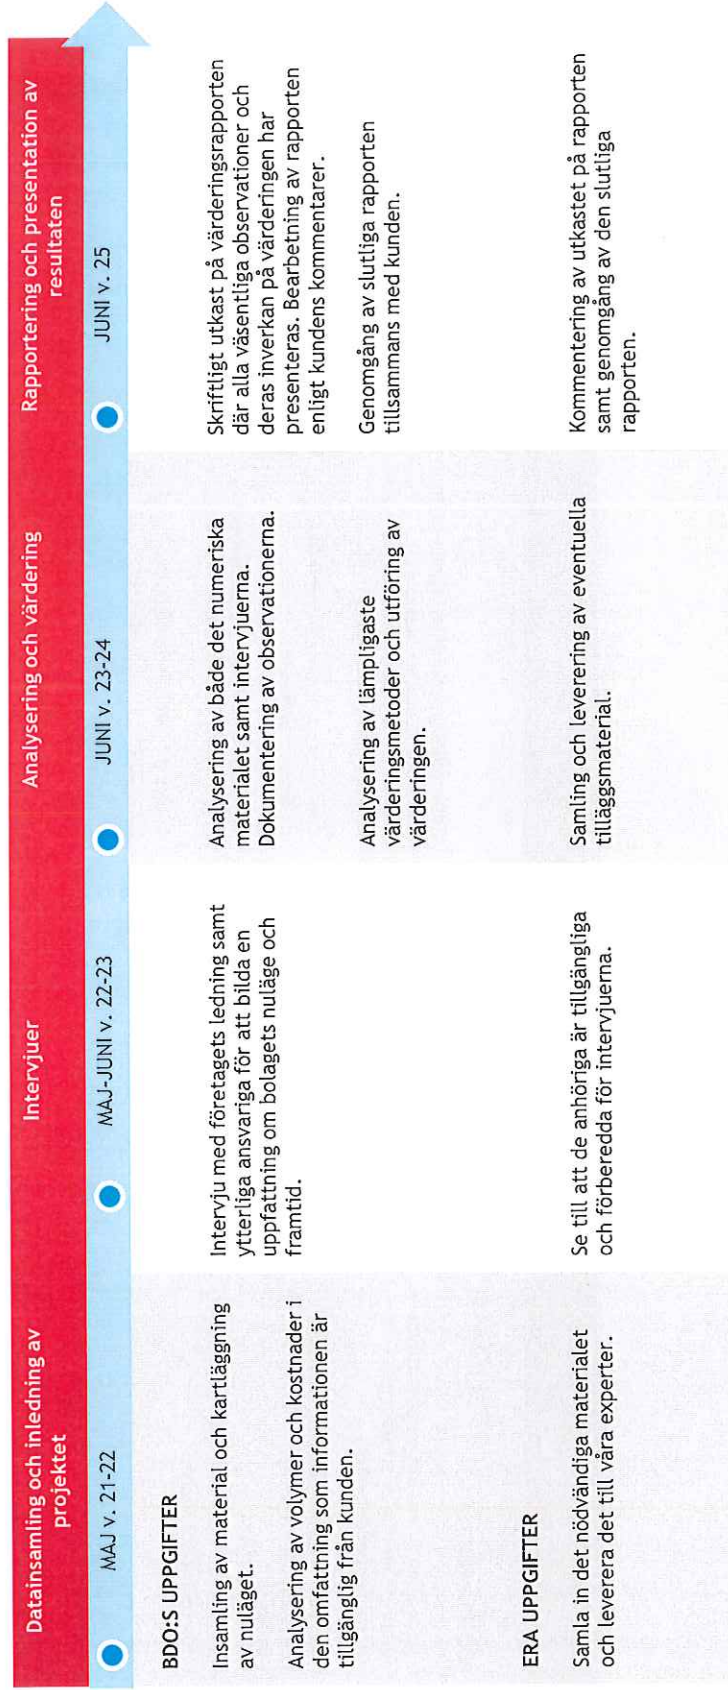 Datainsamling och inledning av
projektet
Intervjuer
Analysering och värdering
Rapportering och presentation av
resultaten
MAJ v. 21-22
MAJ-JUNI v. 22-23
JUNI v. 23-24
JUNI v. 25
BDO:S UPPGIFTER
Insamling av material och kartläggning
av nuläget.
Analysering av volymer och kostnader i
den omfattning som informationen är
tillgänglig från kunden.
Intervju med företagets ledning samt
ytterliga ansvariga för att bilda en
uppfattning om bolagets nuläge och
framtid.
Analysering av både det numeriska
materialet samt intervjuerna.
Dokumentering av observationerna.
Analysering av lämpligaste
värderingsmetoder och utföring av
värderingen.
Skriftligt utkast på värderingsrapporten
där alla väsentliga observationer och
deras inverkan på värderingen har
presenteras. Bearbetning av rapporten
enligt kundens kommentarer.
Genomgång av slutliga rapporten
tillsammans med kunden.
ERA UPPGIFTER
Samla in det nödvändiga materialet
och leverera det till våra experter.
Se till att de anhöriga är tillgängliga
och förberedda för intervjuerna.
Samling och leverering av eventuella
tilläggsmaterial.
Kommentering av utkastet på rapporten
samt genomgång av den slutliga
rapporten.